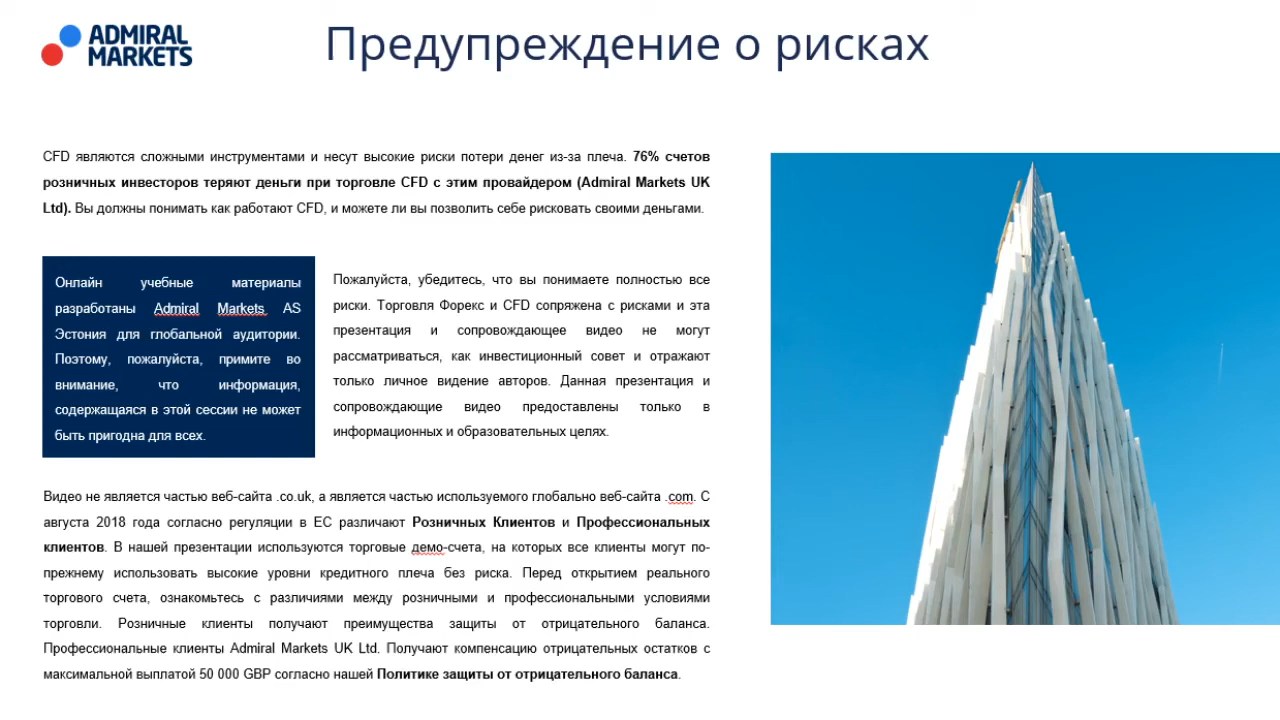 ADMIRAL
MARKETS
Предупреждение о рисках
CFD являются сложными инструментами и несут высокие риски потери денег из-за плеча. 76% счетов
розничных инвесторов теряют деньги при торговле CFD с этим провайдером (Admiral Markets UK
Ltd). Вы должны понимать как работают CFD, и можете ли вы позволить себе рисковать своими деньгами.
Онлайн учебные материалы
разработаны Admiral Markets AS
Эстония для глобальной аудитории.
Поэтому, пожалуйста, примите во
внимание, что информация,
содержащаяся в этой сессии не может
быть пригодна для всех.
Пожалуйста, убедитесь, что вы понимаете полностью все
риски. Торговля Форекс и CFD сопряжена с рисками и эта
презентация и сопровождающее видео не могут
рассматриваться, как инвестиционный совет и отражают
только личное видение авторов. Данная презентация и
сопровождающие видео предоставлены только в
информационных и образовательных целях.
Видео не является частью веб-сайта .co.uk, а является частью используемого глобально веб-сайта .com. С
августа 2018 года согласно регуляции в ЕС различают Розничных Клиентов и Профессиональных
клиентов. В нашей презентации используются торговые демо-счета, на которых все клиенты могут по-
прежнему использовать высокие уровни кредитного плеча без риска. Перед открытием реального
торгового счета, ознакомьтесь с различиями между розничными и профессиональными условиями
торговли. Розничные клиенты получают преимущества защиты от отрицательного баланса.
Профессиональные клиенты Admiral Markets UK Ltd. Получают компенсацию отрицательных остатков с
максимальной выплатой 50 000 GBP согласно нашей Политике защиты от отрицательного баланса.